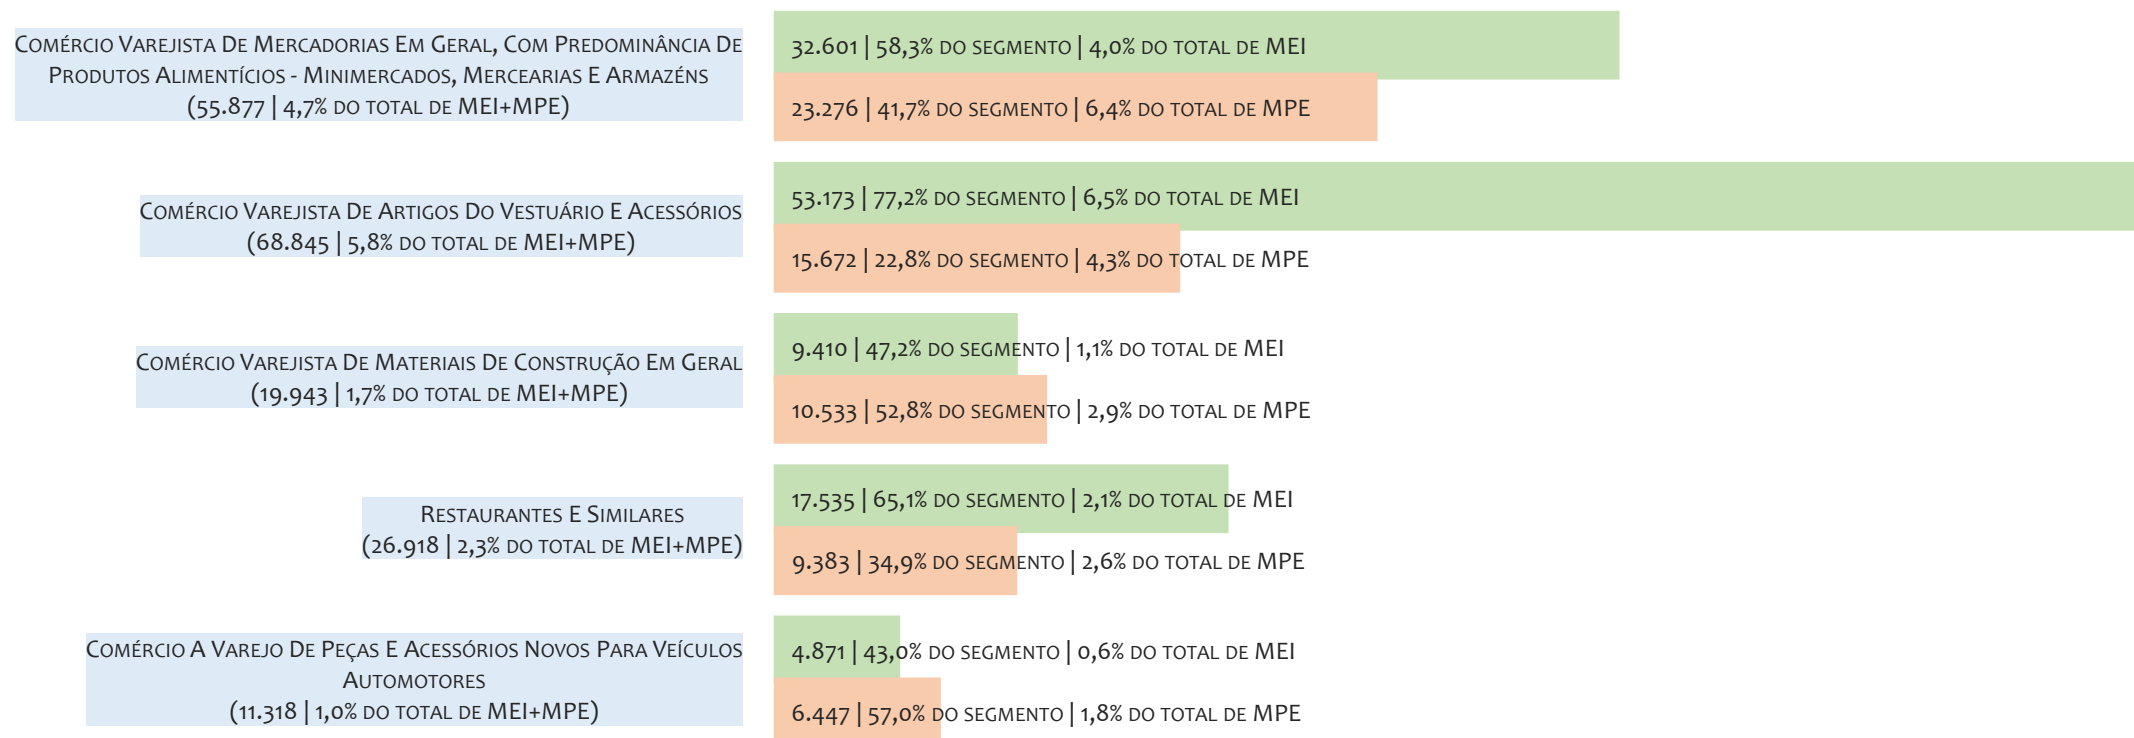 Comércio Varejista De Mercadorias Em Geral, Com Predominância De
Produtos Alimentícios - Minimercados, Mercearias E Armazéns
(55.877 | 4,7% do total de MEI+MPE)
32.601 | 58,3% do segmento | 4,0% do total de MEI
23.276 | 41,7% do segmento | 6,4% do total de MPE
Comércio Varejista De Artigos Do Vestuário E Acessórios
(68.845 | 5,8% do total de MEI+MPE)
53.173 | 77,2% do segmento | 6,5% do total de MEI
15.672 | 22,8% do segmento | 4,3% do total de MPE
Comércio Varejista De Materiais De Construção Em Geral
(19.943 | 1,7% do total de MEI+MPE)
9.410 | 47,2% do segmento | 1,1% do total de MEI
10.533 | 52,8% do segmento | 2,9% do total de MPE
Restaurantes E Similares
(26.918 | 2,3% do total de MEI+MPE)
17.535 | 65,1% do segmento | 2,1% do total de MEI
9.383 | 34,9% do segmento | 2,6% do total de MPE
Comércio A Varejo De Peças E Acessórios Novos Para Veículos
Automotores
(11.318 | 1,0% do total de MEI+MPE)
4.871 | 43,0% do segmento | 0,6% do total de MEI
6.447 | 57,0% do segmento | 1,8% do total de MPE